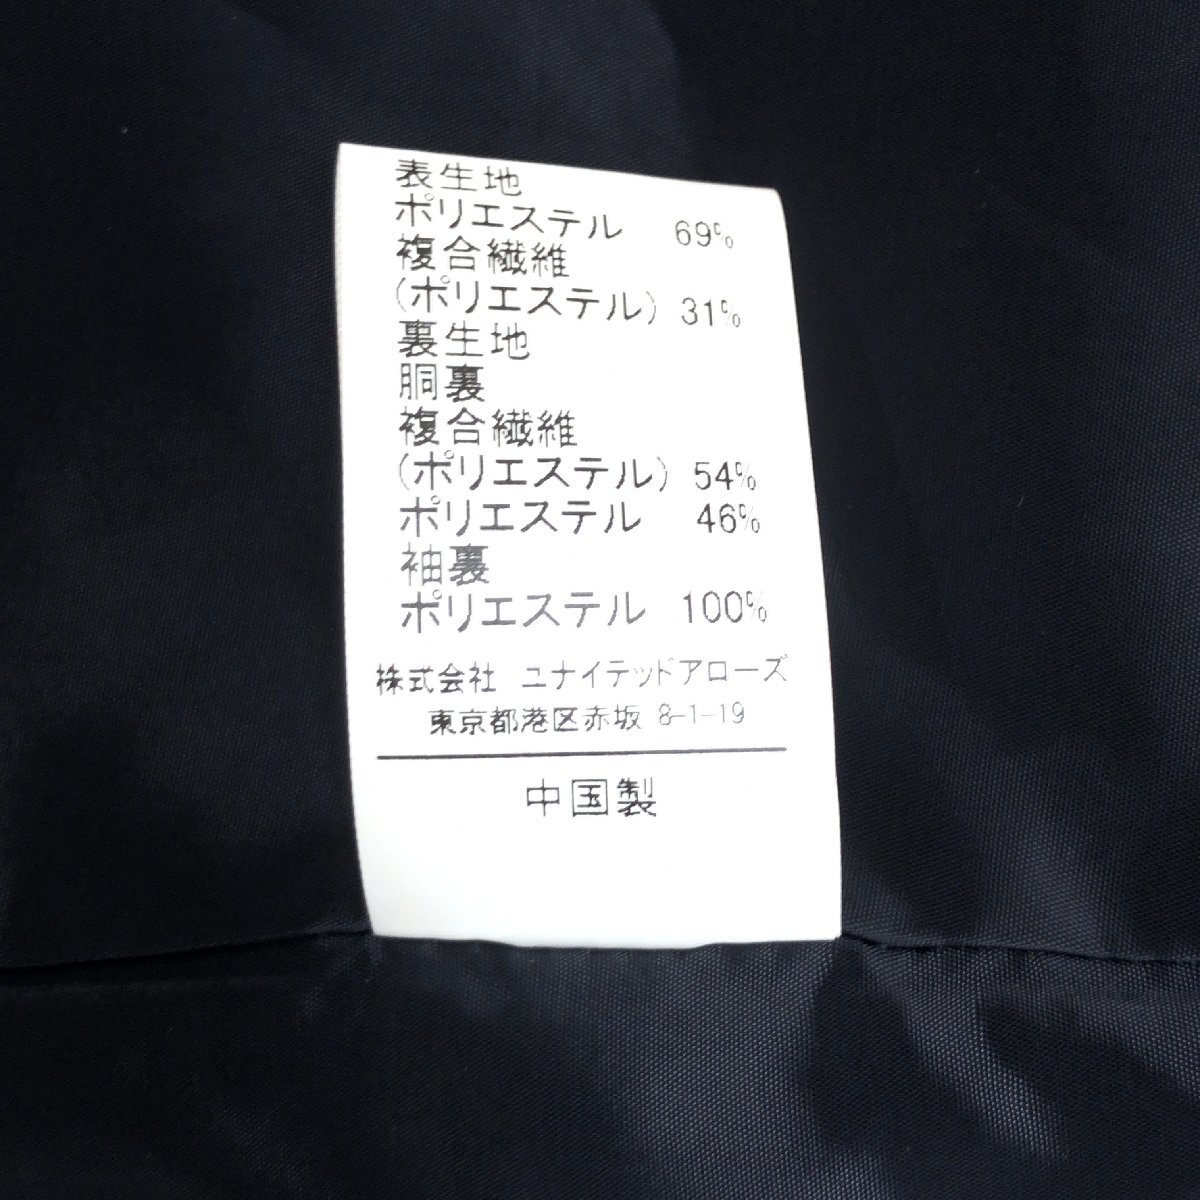 表生地
ポリエステル 69%
複合繊維
(ポリエステル) 31%
裏生地
胴裏
複合繊維
(ポリエステル) 54%
ポリエステル 46%
袖裏
ポリエステル 100%
株式会社 ユナイテッドアローズ
東京都港区赤坂 8-1-19
中国製